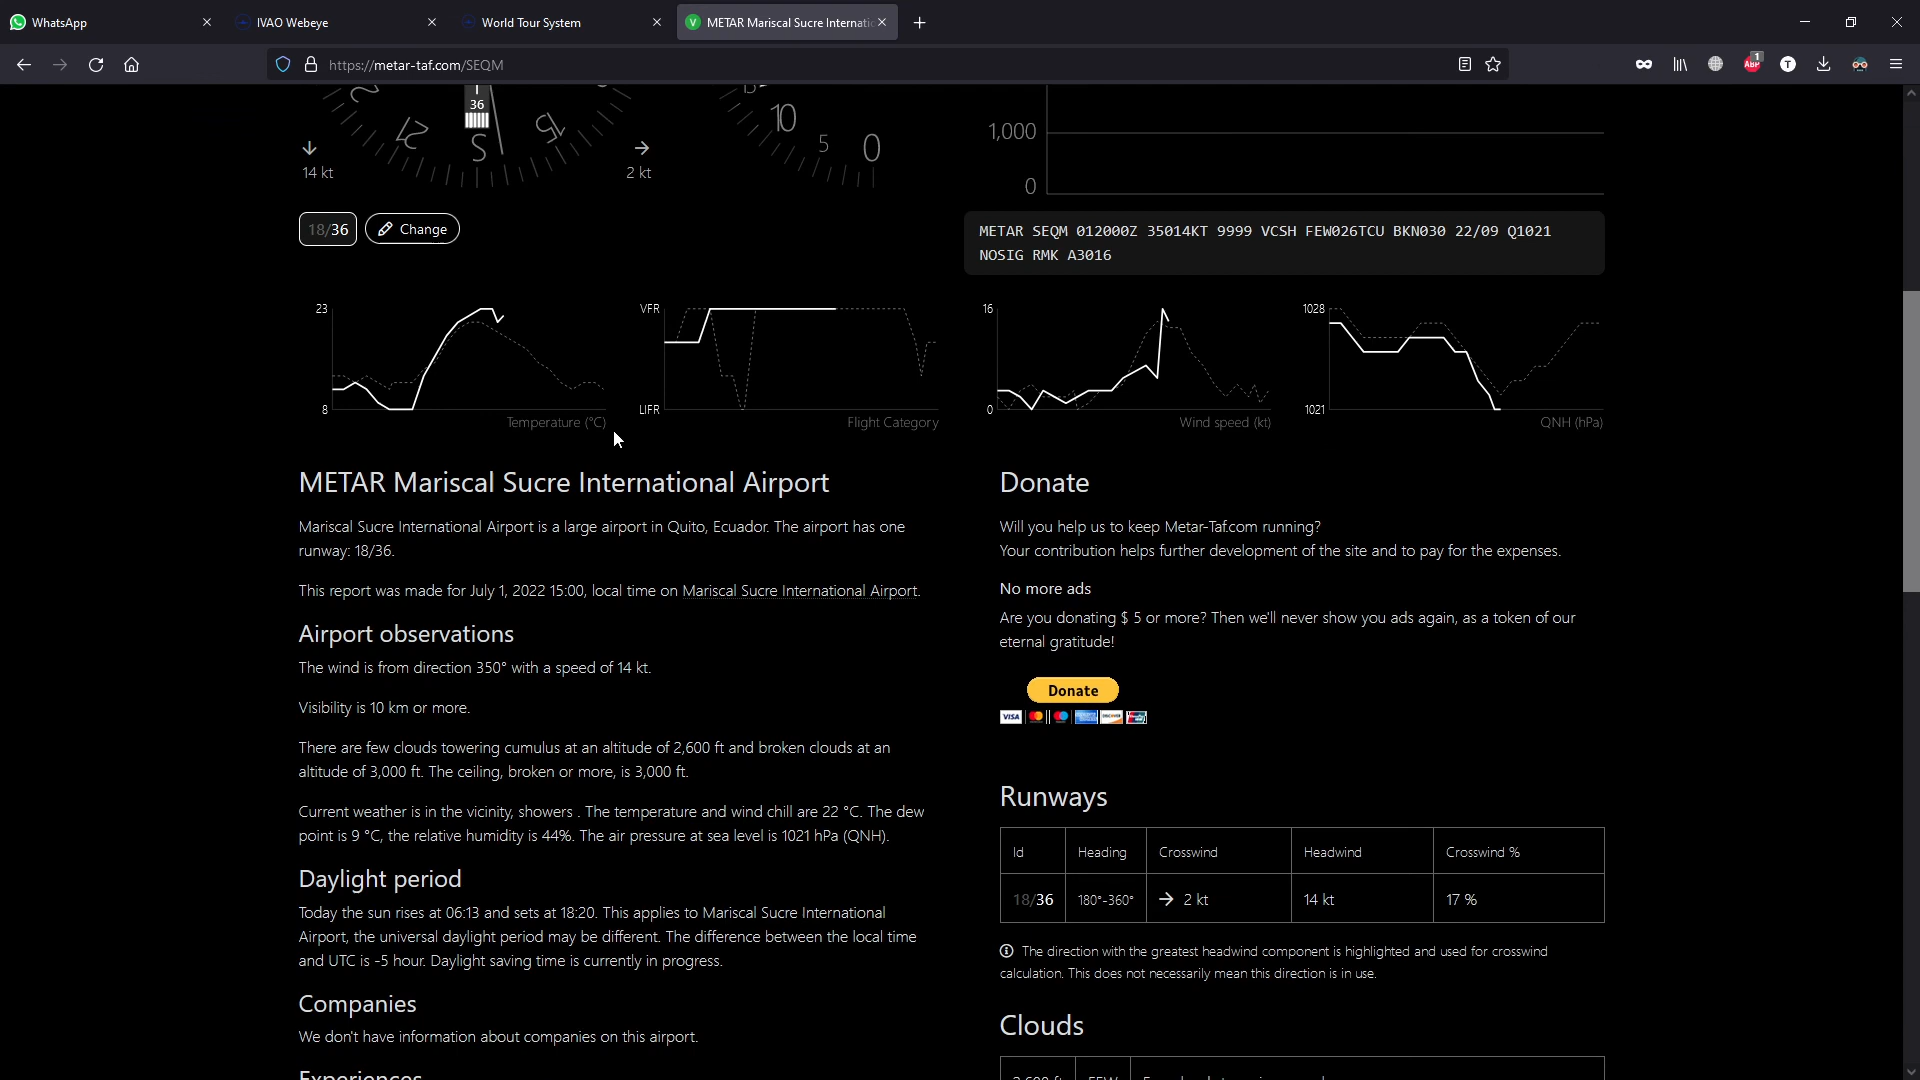 WhatsApp
IVAO Webeye
World Tour System
METAR Mariscal Sucre Internati
https://metar-taf.com/SEQM
ABP
1
T
36
21
S
15
14 kt
2 kt
10
5
0
1,000
0
18/36
Change
METAR SEQM 012000Z 35014KT 9999 VCSH FEW026TCU BKN030 22/09 Q1021
NOSIG RMK A3016
23
8
Temperature (°C)
VFR
LIFR
Flight Category
16
0
Wind speed (kt)
1028
1021
QNH (hPa)
METAR Mariscal Sucre International Airport
Mariscal Sucre International Airport is a large airport in Quito, Ecuador. The airport has one
runway: 18/36.
This report was made for July 1, 2022 15:00, local time on Mariscal Sucre International Airport.
Airport observations
The wind is from direction 350° with a speed of 14 kt.
Visibility is 10 km or more.
There are few clouds towering cumulus at an altitude of 2,600 ft and broken clouds at an
altitude of 3,000 ft. The ceiling, broken or more, is 3,000 ft.
Current weather is in the vicinity, showers . The temperature and wind chill are 22 °C. The dew
point is 9 °C, the relative humidity is 44%. The air pressure at sea level is 1021 hPa (QNH).
Daylight period
Today the sun rises at 06:13 and sets at 18:20. This applies to Mariscal Sucre International
Airport, the universal daylight period may be different. The difference between the local time
and UTC is -5 hour. Daylight saving time is currently in progress.
Companies
We don't have information about companies on this airport.
Experiences
Donate
Will you help us to keep Metar-Taf.com running?
Your contribution helps further development of the site and to pay for the expenses.
No more ads
Are you donating $ 5 or more? Then we'll never show you ads again, as a token of our
eternal gratitude!
Donate
VISA
Runways
Id Heading Crosswind Headwind Crosswind %
18/36 180°-360° → 2 kt 14 kt 17 %
The direction with the greatest headwind component is highlighted and used for crosswind
calculation. This does not necessarily mean this direction is in use.
Clouds
2,600 ft FEW